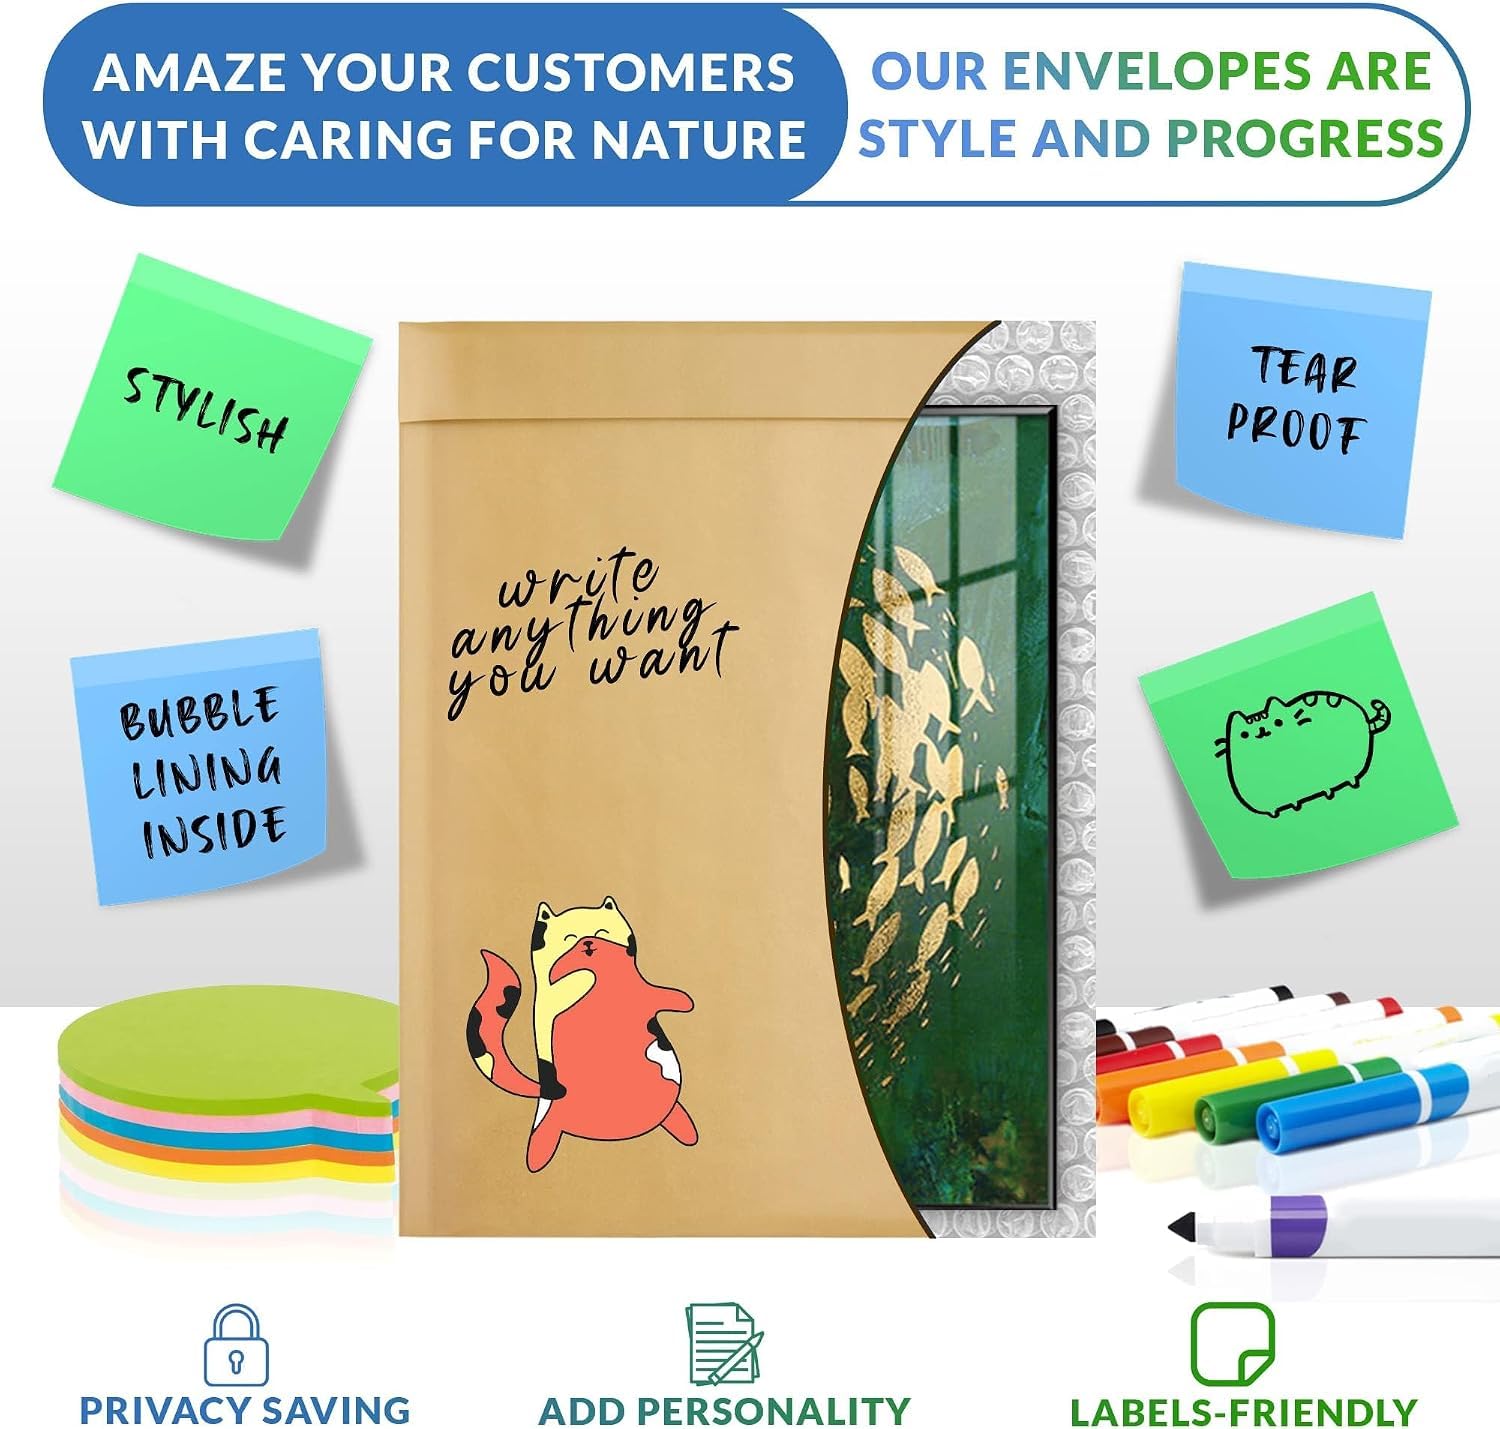 AMAZE YOUR CUSTOMERS
WITH CARING FOR NATURE
OUR ENVELOPES ARE
STYLE AND PROGRESS
STYLISH
TEAR
PROOF
write
anything
you want
BUBBLE
LINING
INSIDE
PRIVACY SAVING
ADD PERSONALITY
LABELS-FRIENDLY